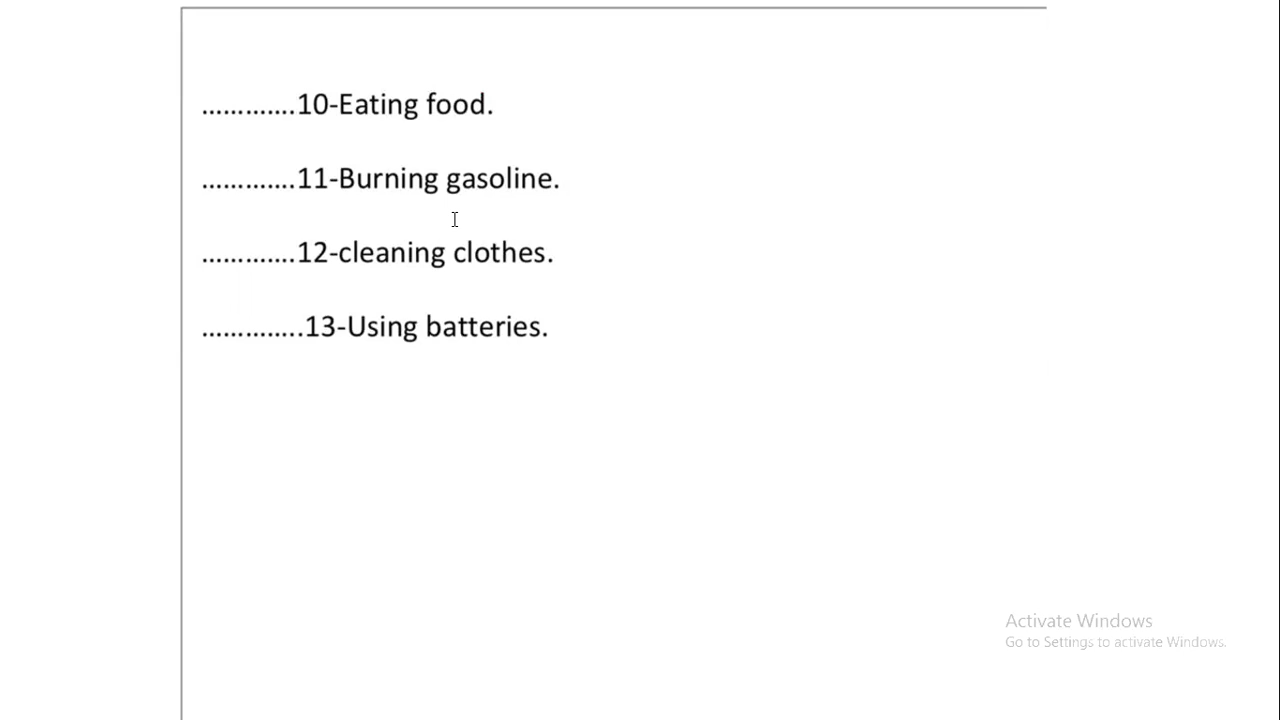 .............10-Eating food.
.............11-Burning gasoline.
.............12-cleaning clothes.
..............13-Using batteries.
Activate Windows
Go to Settings to activate Windows.